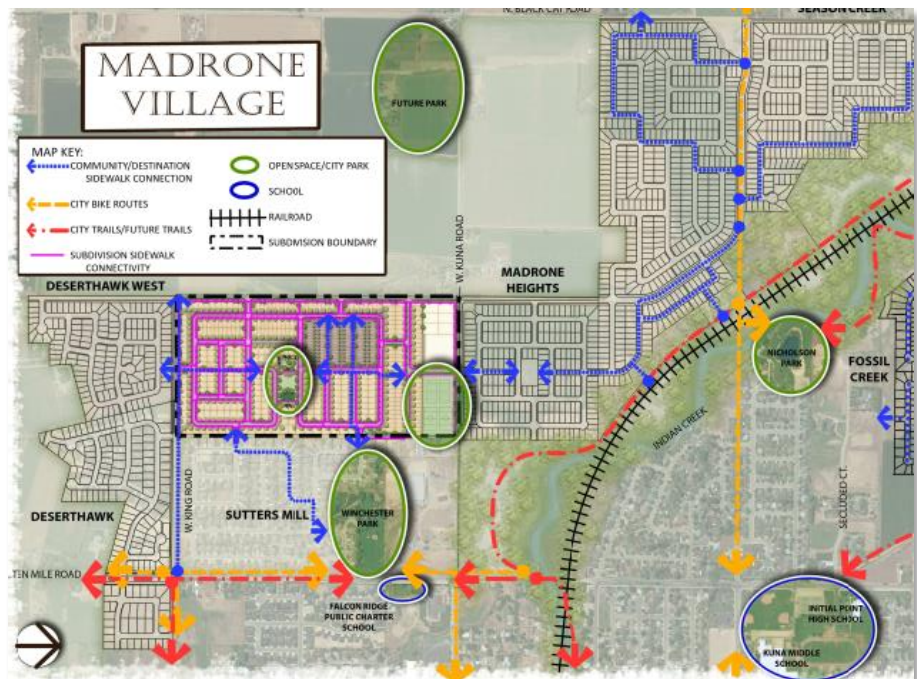 N. BLACK CAT ROAD
SEASON CREEK
MADRONE
VILLAGE
FUTURE PARK
MAP KEY:
COMMUNITY/DESTINATION
SIDEWALK CONNECTION
CITY BIKE ROUTES
CITY TRAILS/FUTURE TRAILS
SUBDIVISION SIDEWALK
CONNECTIVITY
OPEN SPACE/CITY PARK
SCHOOL
RAILROAD
SUBDIVISION BOUNDARY
W. KUNA ROAD
DESERTHAWK WEST
MADRONE
HEIGHTS
NICHOLSON
PARK
FOSSIL
CREEK
INDIAN CREEK
SECLUDED CT.
DESERTHAWK
W. KING ROAD
SUTTERS MILL
WINCHESTER
PARK
TEN MILE ROAD
FALCON RIDGE
PUBLIC CHARTER
SCHOOL
INITIAL POINT
HIGH SCHOOL
KUNA MIDDLE
SCHOOL